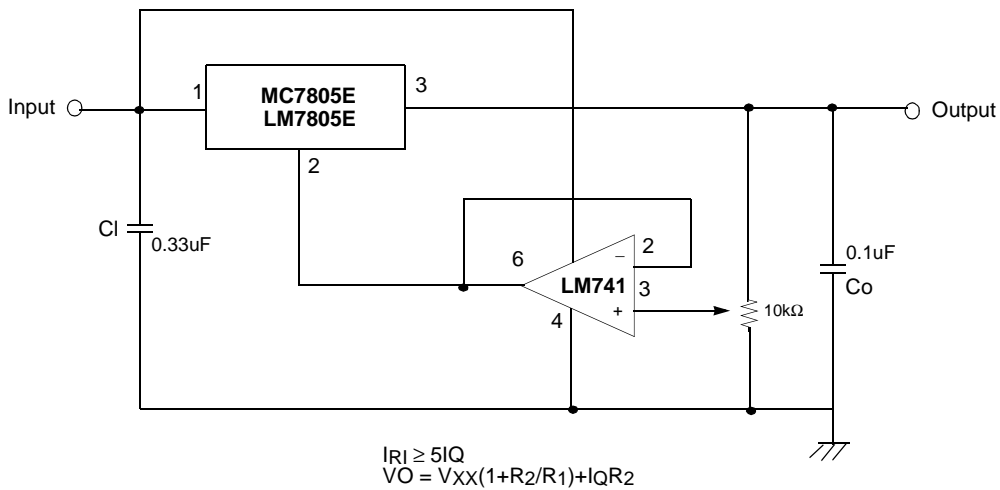 Input
1
MC7805E
LM7805E
3
Output
2
CI
0.33uF
6
2
−
LM741
3
+
4
0.1uF
Co
10kΩ
IRI ≥ 5IQ
VO = VXX(1+R2/R1)+IQR2